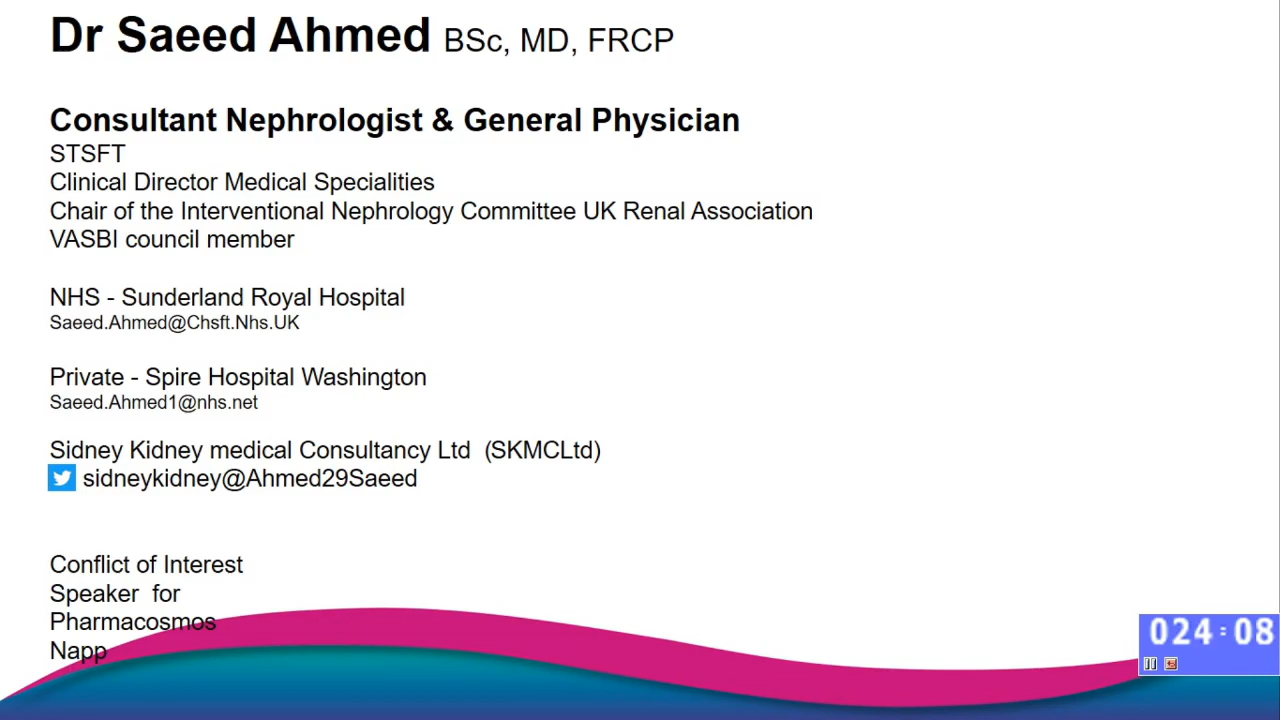 Dr Saeed Ahmed BSc, MD, FRCP
Consultant Nephrologist & General Physician
STSFT
Clinical Director Medical Specialities
Chair of the Interventional Nephrology Committee UK Renal Association
VASBI council member
NHS - Sunderland Royal Hospital
Saeed.Ahmed@Chsft.Nhs.UK
Private - Spire Hospital Washington
Saeed.Ahmed1@nhs.net
Sidney Kidney medical Consultancy Ltd  (SKMCLtd)
sidneykidney@Ahmed29Saeed
Conflict of Interest
Speaker  for
Pharmacosmos
Napp
024:08